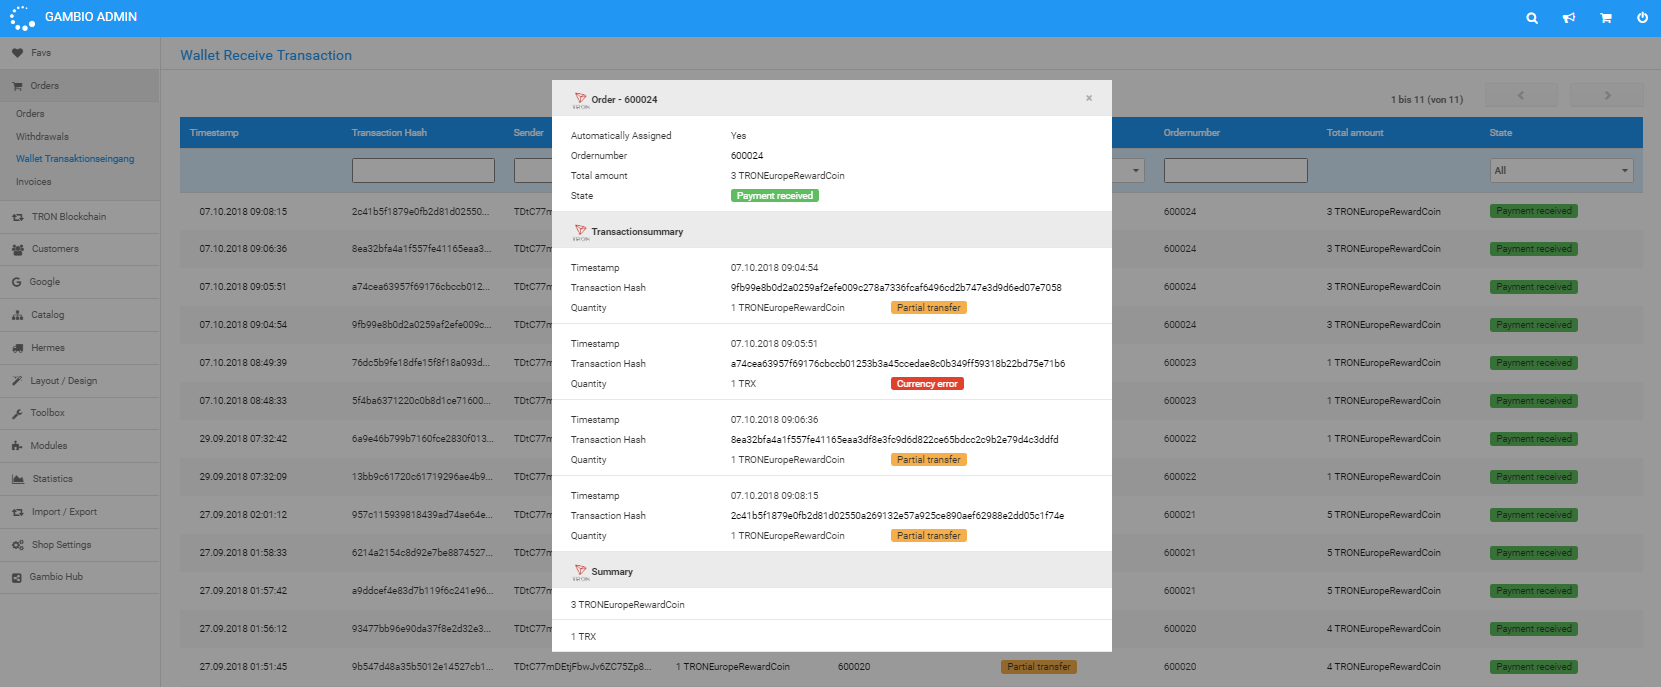 GAMBIO ADMIN
Favs
Orders
Orders
Withdrawals
Wallet Transaktionseingang
Invoices
TRON Blockchain
Customers
Google
Catalog
Hermes
Layout / Design
Toolbox
Modules
Statistics
Import / Export
Shop Settings
Gambio Hub
Wallet Receive Transaction
1 bis 11 (von 11)
Timestamp Transaction Hash Sender Ordernumber Total amount State
All
07.10.2018 09:08:15 2c41b5f1879e0fb2d81d02550... TDtC77m 600024 3 TRONEuropeRewardCoin Payment received
07.10.2018 09:06:36 8ea32bfa4a1f557fe41165eaa3... TDtC77m 600024 3 TRONEuropeRewardCoin Payment received
07.10.2018 09:05:51 a74cea63957f69176cbccb012... TDtC77m 600024 3 TRONEuropeRewardCoin Payment received
07.10.2018 09:04:54 9fb99e8b0d2a0259af2efe009c... TDtC77m 600024 3 TRONEuropeRewardCoin Payment received
07.10.2018 08:49:39 76dc5b9fe18dfe15f8f18a093d... TDtC77m 600023 1 TRONEuropeRewardCoin Payment received
07.10.2018 08:48:33 5f4ba6371220c0b8d1ce71600... TDtC77m 600023 1 TRONEuropeRewardCoin Payment received
29.09.2018 07:32:42 6a9e46b799b7160fce2830f013... TDtC77m 600022 1 TRONEuropeRewardCoin Payment received
29.09.2018 07:32:09 13bb9c61720c61719296ae4b9... TDtC77m 600022 1 TRONEuropeRewardCoin Payment received
27.09.2018 02:01:12 957c115939818439ad74ae64e... TDtC77m 600021 5 TRONEuropeRewardCoin Payment received
27.09.2018 01:58:33 6214a2154c8d92e7be8874527... TDtC77m 600021 5 TRONEuropeRewardCoin Payment received
27.09.2018 01:57:42 a9ddcef4e83d7b119f6c241e96... TDtC77m 600021 5 TRONEuropeRewardCoin Payment received
27.09.2018 01:56:12 93477bb96e90da37f8e2d32e3... TDtC77m 600020 4 TRONEuropeRewardCoin Payment received
27.09.2018 01:51:45 9b547d48a35b5012e14527cb1... TDtC77mDEtjFbwJv6ZC75Zp8... 1 TRONEuropeRewardCoin 600020 Partial transfer 600020 4 TRONEuropeRewardCoin Payment received
TRON Order - 600024 ×
Automatically Assigned Yes
Ordernumber 600024
Total amount 3 TRONEuropeRewardCoin
State Payment received
TRON Transactionsummary
Timestamp 07.10.2018 09:04:54
Transaction Hash 9fb99e8b0d2a0259af2efe009c278a7336fcaf6496cd2b747e3d9d6ed07e7058
Quantity 1 TRONEuropeRewardCoin Partial transfer
Timestamp 07.10.2018 09:05:51
Transaction Hash a74cea63957f69176cbccb01253b3a45ccedae8c0b349ff59318b22bd75e71b6
Quantity 1 TRX Currency error
Timestamp 07.10.2018 09:06:36
Transaction Hash 8ea32bfa4a1f557fe41165eaa3df8e3fc9d6d822ce65bdcc2c9b2e79d4c3ddfd
Quantity 1 TRONEuropeRewardCoin Partial transfer
Timestamp 07.10.2018 09:08:15
Transaction Hash 2c41b5f1879e0fb2d81d02550a269132e57a925ce890aef62988e2dd05c1f74e
Quantity 1 TRONEuropeRewardCoin Partial transfer
TRON Summary
3 TRONEuropeRewardCoin
1 TRX